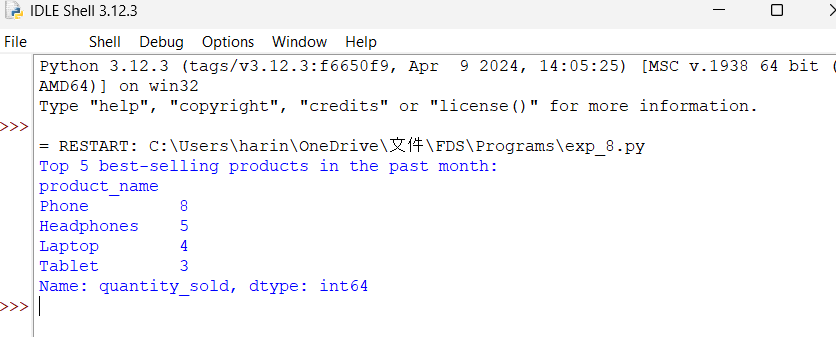 IDLE Shell 3.12.3
File Shell Debug Options Window Help
Python 3.12.3 (tags/v3.12.3:f6650f9, Apr  9 2024, 14:05:25) [MSC v.1938 64 bit (
AMD64)] on win32
Type "help", "copyright", "credits" or "license()" for more information.
>>>
= RESTART: C:\Users\harin\OneDrive\文件\FDS\Programs\exp_8.py
Top 5 best-selling products in the past month:
product_name
Phone         8
Headphones    5
Laptop        4
Tablet        3
Name: quantity_sold, dtype: int64
>>>